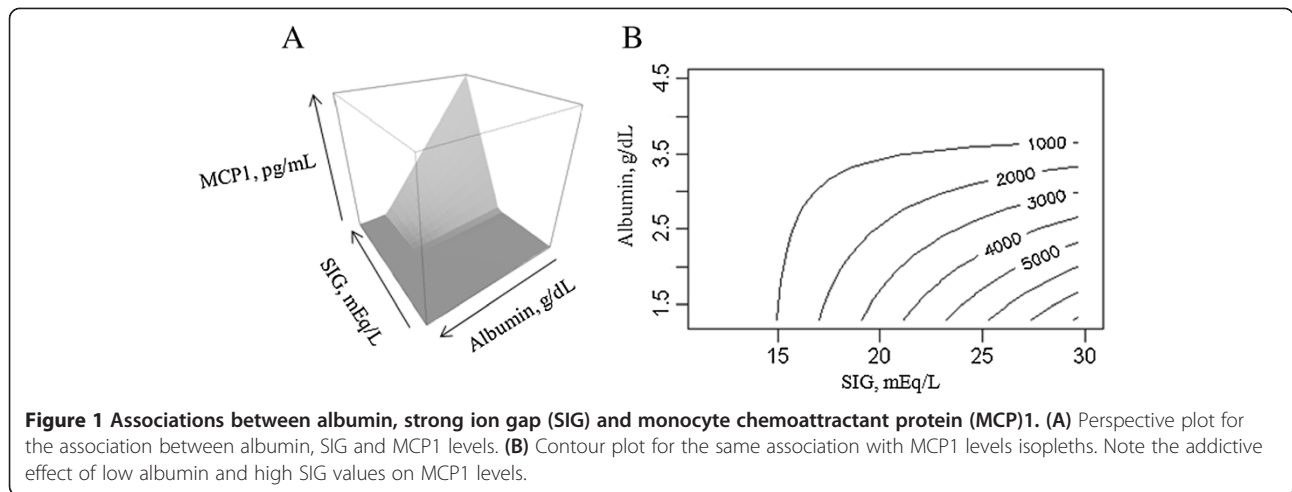 A
B
MCP1, pg/mL
SIG, mEq/L
Albumin, g/dL
Albumin, g/dL
4.5
3.5
2.5
1.5
1000
2000
3000
4000
5000
15 20 25 30
SIG, mEq/L
Figure 1 Associations between albumin, strong ion gap (SIG) and monocyte chemoattractant protein (MCP)1. (A) Perspective plot for
the association between albumin, SIG and MCP1 levels. (B) Contour plot for the same association with MCP1 levels isopleths. Note the addictive
effect of low albumin and high SIG values on MCP1 levels.